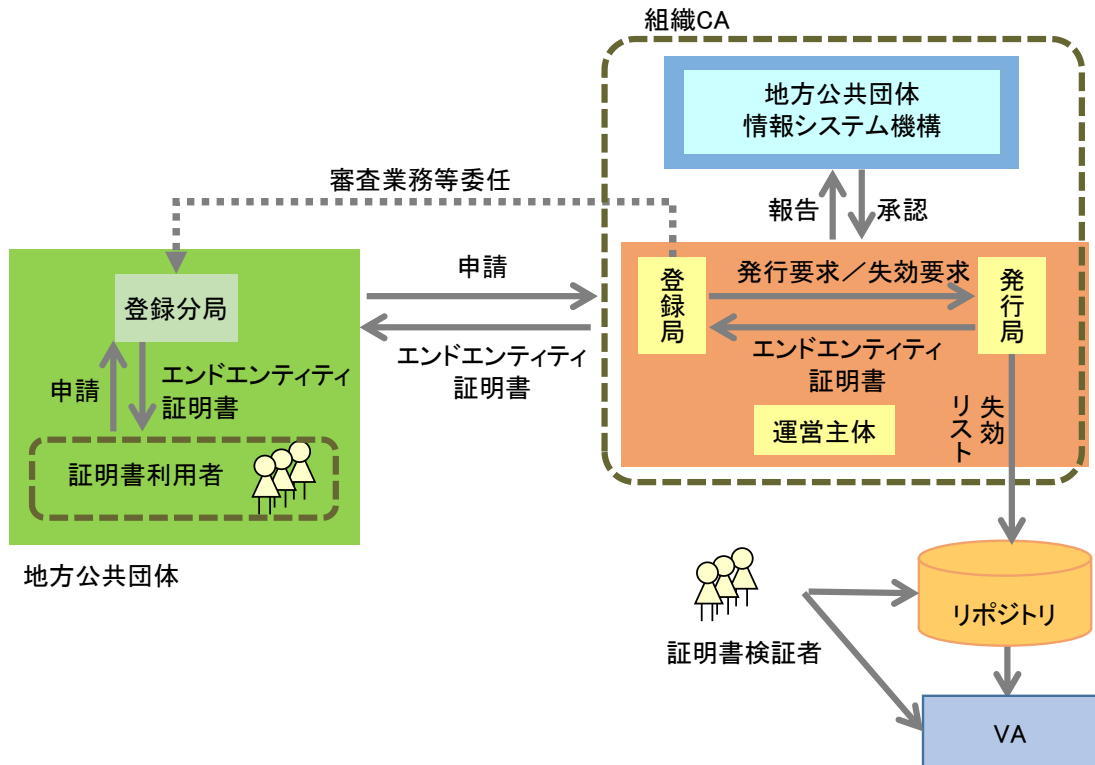 組織CA
地方公共団体
情報システム機構
審査業務等委任
報告
承認
申請
登録局
発行要求／失効要求
発行局
登録分局
エンドエンティティ
証明書
エンドエンティティ
証明書
申請
エンドエンティティ
証明書
失効
リスト
運営主体
証明書利用者
地方公共団体
リポジトリ
証明書検証者
VA